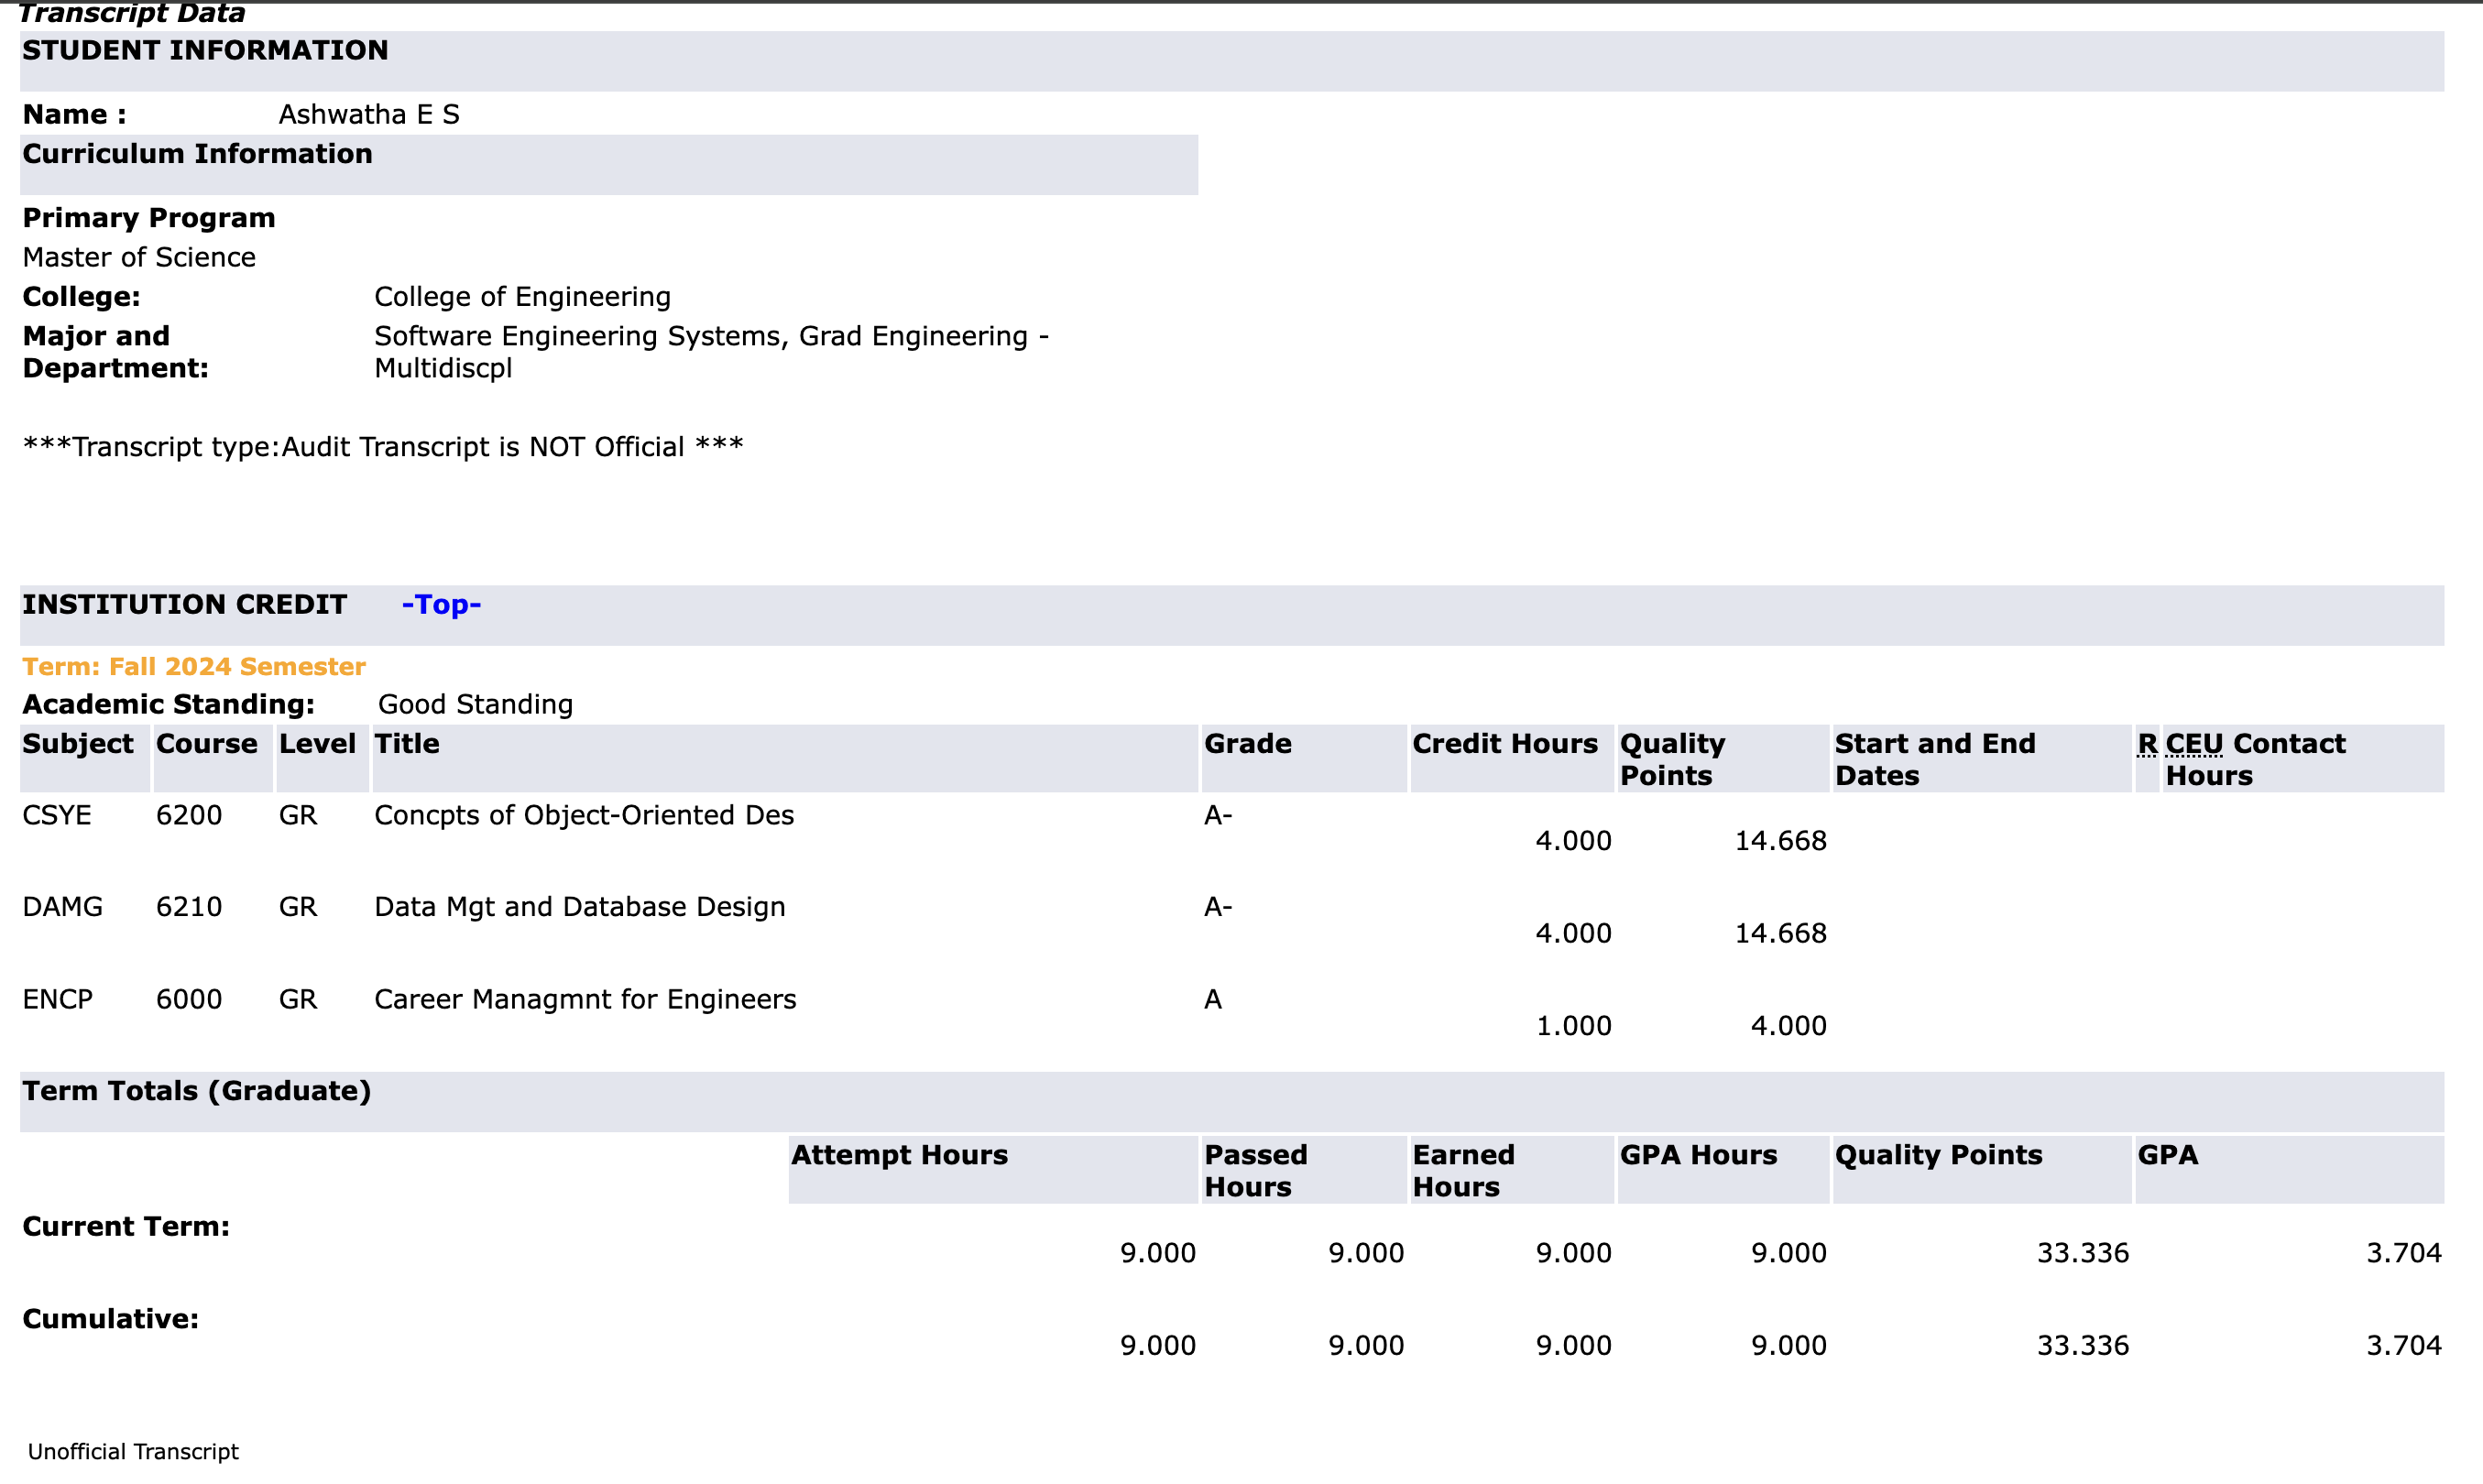 Transcript Data
STUDENT INFORMATION
Name : Ashwatha E S
Curriculum Information
Primary Program
Master of Science
College: College of Engineering
Major and Department: Software Engineering Systems, Grad Engineering - Multidiscpl
***Transcript type:Audit Transcript is NOT Official ***
INSTITUTION CREDIT -Top-
Term: Fall 2024 Semester
Academic Standing: Good Standing
Subject Course Level Title Grade Credit Hours Quality Points Start and End Dates R CEU Contact Hours
CSYE 6200 GR Concpts of Object-Oriented Des A- 4.000 14.668
DAMG 6210 GR Data Mgt and Database Design A- 4.000 14.668
ENCP 6000 GR Career Managmnt for Engineers A 1.000 4.000
Term Totals (Graduate)
Attempt Hours Passed Hours Earned Hours GPA Hours Quality Points GPA
Current Term: 9.000 9.000 9.000 9.000 33.336 3.704
Cumulative: 9.000 9.000 9.000 9.000 33.336 3.704
Unofficial Transcript